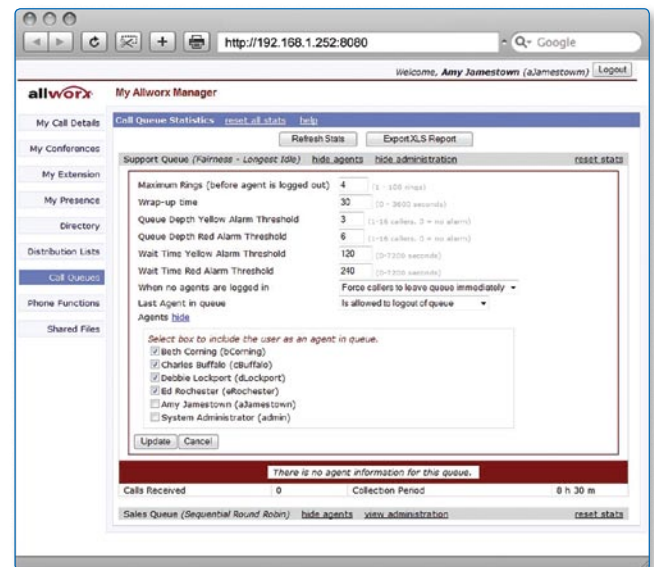 http://192.168.1.252:8080
Google
Welcome, Amy Jamestown (aJamestowm) Logout
allworx
My Allworx Manager
My Call Details
My Conferences
My Extension
My Presence
Directory
Distribution Lists
Call Queues
Phone Functions
Shared Files
Call Queue Statistics reset all stats help
Refresh Stats Export XLS Report
Support Queue (Fairness - Longest Idle) hide agents hide administration reset stats
Maximum Rings (before agent is logged out) 4 (1 - 100 rings)
Wrap-up time 30 (0 - 3600 seconds)
Queue Depth Yellow Alarm Threshold 3 (1-16 callers, 0 = no alarm)
Queue Depth Red Alarm Threshold 6 (1-16 callers, 0 = no alarm)
Wait Time Yellow Alarm Threshold 120 (0-7200 seconds)
Wait Time Red Alarm Threshold 240 (0-7200 seconds)
When no agents are logged in Force callers to leave queue immediately
Last Agent in queue Is allowed to logout of queue
Agents hide
Select box to include the user as an agent in queue.
Beth Corning (bCorning)
Charles Buffalo (cBuffalo)
Debbie Lockport (dLockport)
Ed Rochester (eRochester)
Amy Jamestown (aJamestown)
System Administrator (admin)
Update Cancel
There is no agent information for this queue.
Calls Received 0 Collection Period 8 h 30 m
Sales Queue (Sequential Round Robin) hide agents view administration reset stats